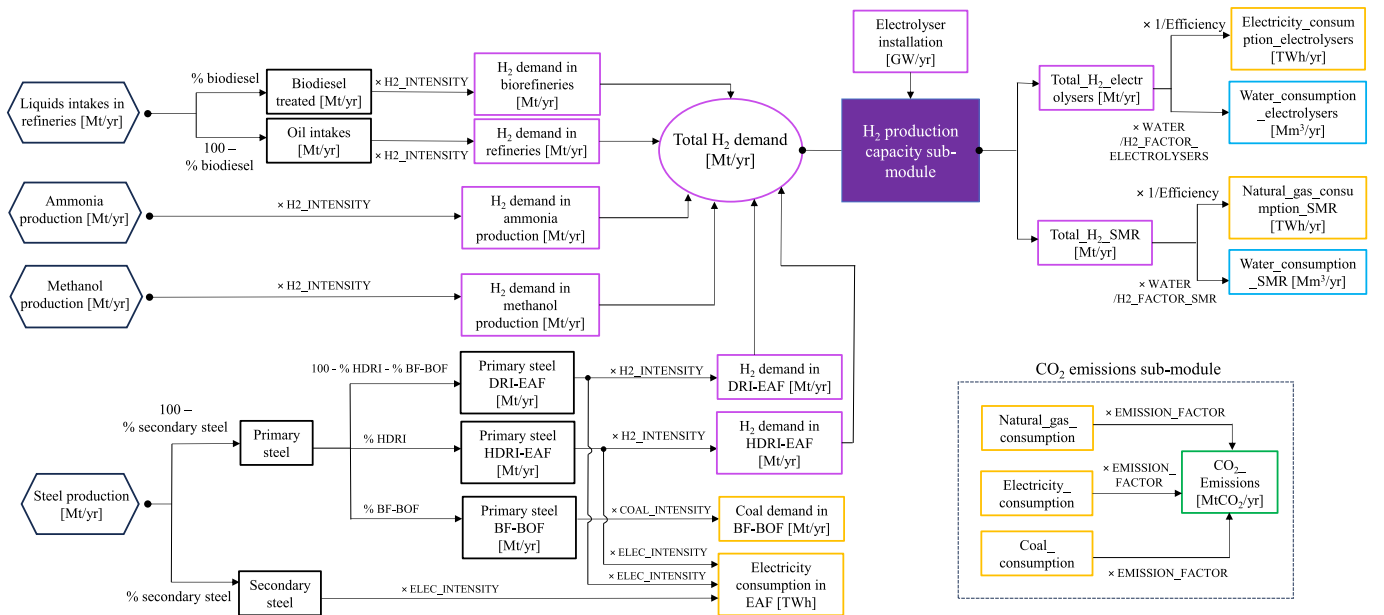 Liquids intakes in
refineries [Mt/yr]
% biodiesel
100 –
% biodiesel
Biodiesel
treated [Mt/yr]
Oil intakes
[Mt/yr]
× H2_INTENSITY
× H2_INTENSITY
H₂ demand in
biorefineries
[Mt/yr]
H₂ demand in
refineries [Mt/yr]
Ammonia
production [Mt/yr]
× H2_INTENSITY
H₂ demand in
ammonia
production [Mt/yr]
Methanol
production [Mt/yr]
× H2_INTENSITY
H₂ demand in
methanol
production [Mt/yr]
Total H₂ demand
[Mt/yr]
Electrolyser
installation
[GW/yr]
H₂ production
capacity sub-
module
Total_H₂_electr
olysers [Mt/yr]
× 1/Efficiency
Electricity_consum
ption_electrolysers
[TWh/yr]
× WATER
/H2_FACTOR_
ELECTROLYSERS
Water_consumption
_electrolysers
[Mm³/yr]
Total_H₂_SMR
[Mt/yr]
× 1/Efficiency
Natural_gas_consu
mption_SMR
[TWh/yr]
× WATER
/H2_FACTOR_SMR
Water_consumption
_SMR [Mm³/yr]
Steel production
[Mt/yr]
100 –
% secondary steel
% secondary steel
Primary
steel
Secondary
steel
100 - % HDRI - % BF-BOF
% HDRI
% BF-BOF
Primary steel
DRI-EAF
[Mt/yr]
Primary steel
HDRI-EAF
[Mt/yr]
Primary steel
BF-BOF
[Mt/yr]
× H2_INTENSITY
× H2_INTENSITY
× COAL_INTENSITY
× ELEC_INTENSITY
× ELEC_INTENSITY
× ELEC_INTENSITY
H₂ demand in
DRI-EAF [Mt/yr]
H₂ demand in
HDRI-EAF
[Mt/yr]
Coal demand in
BF-BOF [Mt/yr]
Electricity
consumption in
EAF [TWh]
CO₂ emissions sub-module
Natural_gas_
consumption
× EMISSION_FACTOR
Electricity_
consumption
× EMISSION_
FACTOR
Coal_
consumption
× EMISSION_FACTOR
CO₂_
Emissions
[MtCO₂/yr]